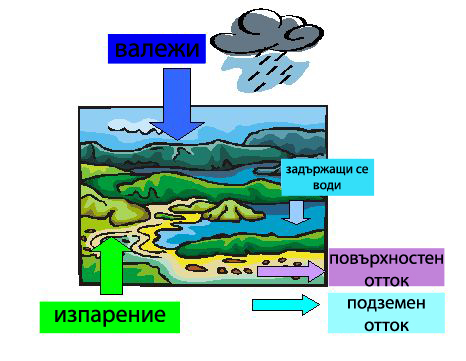 валежи
задържащи се
води
повърхностен
отток
подземен
отток
изпарение